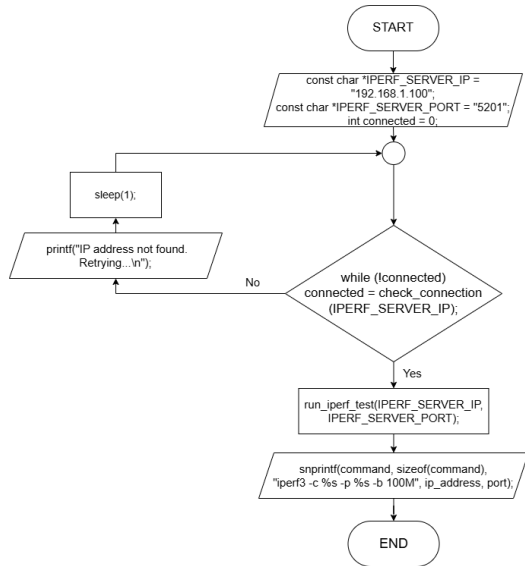 START
const char *IPERF_SERVER_IP =
"192.168.1.100";
const char *IPERF_SERVER_PORT = "5201";
int connected = 0;
sleep(1);
printf("IP address not found.
Retrying...\n");
No
while (!connected)
connected = check_connection
(IPERF_SERVER_IP);
Yes
run_iperf_test(IPERF_SERVER_IP,
IPERF_SERVER_PORT);
snprintf(command, sizeof(command),
"iperf3 -c %s -p %s -b 100M", ip_address, port);
END